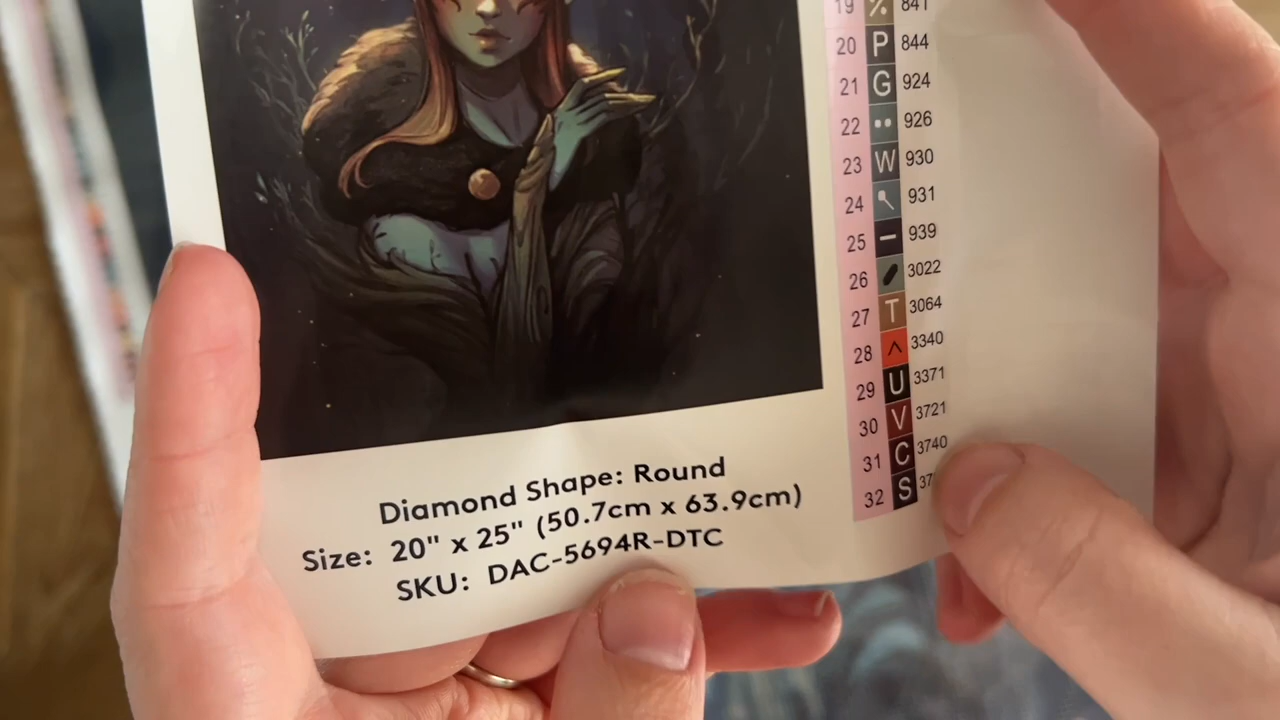 19 % 841
20 P 844
21 G 924
22 •• 926
23 W 930
24 931
25 – 939
26 3022
27 T 3064
28 ^ 3340
29 U 3371
30 V 3721
31 C 3740
32 S
Diamond Shape: Round
Size: 20" x 25" (50.7cm x 63.9cm)
SKU: DAC-5694R-DTC